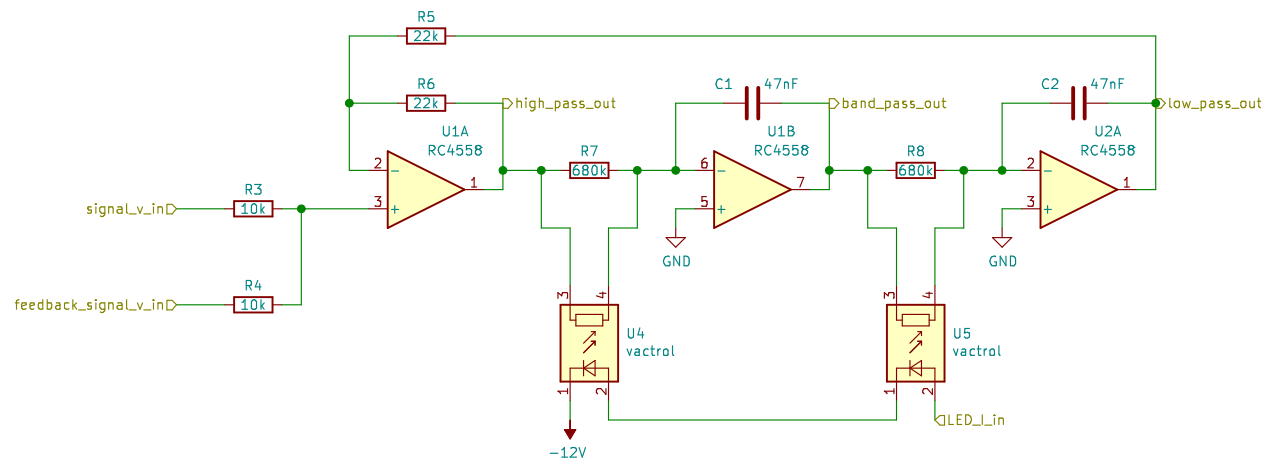 R5
22k
R6
22k
high_pass_out
C1
47nF
band_pass_out
C2
47nF
low_pass_out
U1A
RC4558
2
−
1
3
+
R7
680k
U1B
RC4558
6
−
7
5
+
GND
R8
680k
U2A
RC4558
2
−
1
3
+
GND
signal_v_in
R3
10k
feedback_signal_v_in
R4
10k
3
4
U4
vactrol
1
2
-12V
3
4
U5
vactrol
1
2
LED_I_in